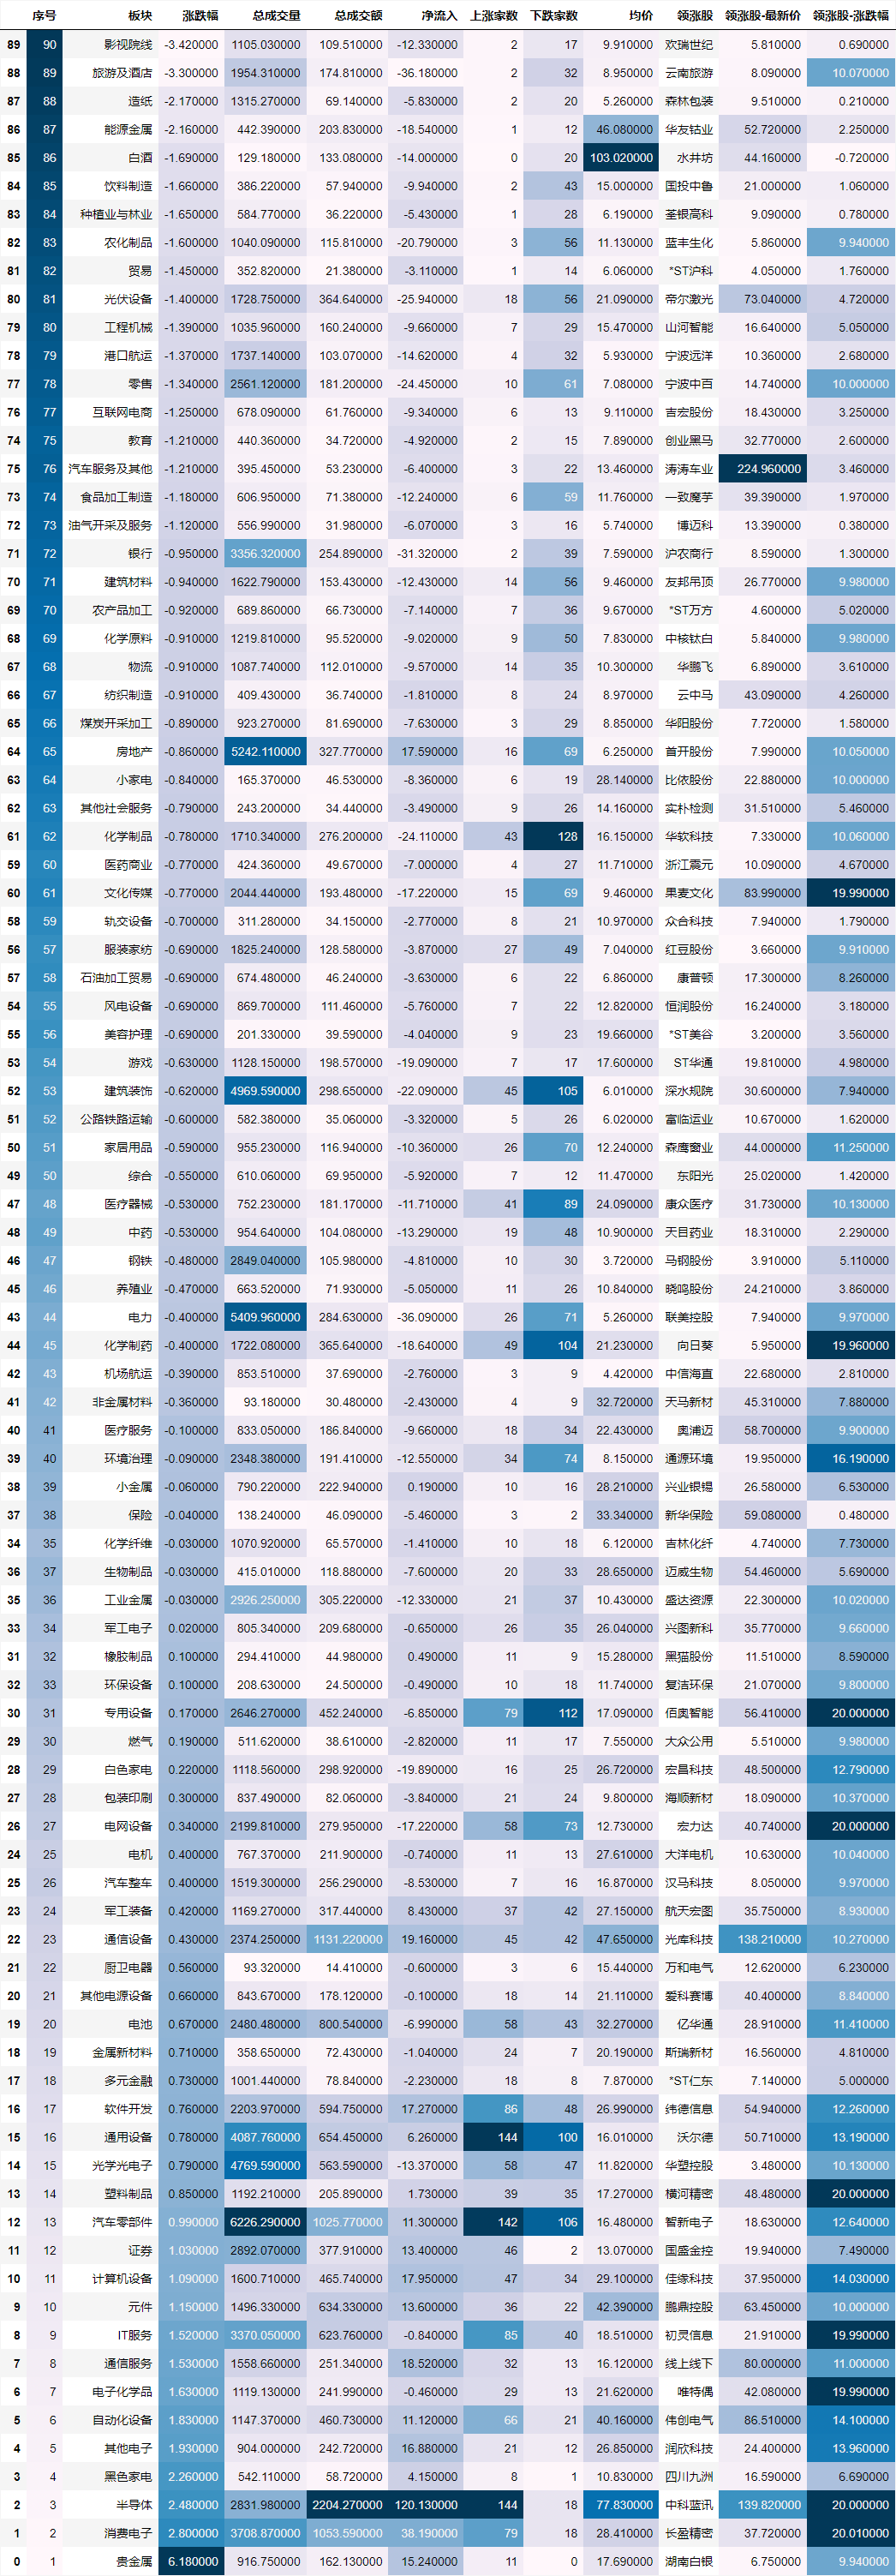 序号 板块 涨跌幅 总成交量 总成交额 净流入 上涨家数 下跌家数 均价 领涨股 领涨股-最新价 领涨股-涨跌幅
89 90 影视院线 -3.420000 1105.030000 109.510000 -12.330000 2 17 9.910000 欢瑞世纪 5.810000 0.690000
88 89 旅游及酒店 -3.300000 1954.310000 174.810000 -36.180000 2 32 8.950000 云南旅游 8.090000 10.070000
87 88 造纸 -2.170000 1315.270000 69.140000 -5.830000 2 20 5.260000 森林包装 9.510000 0.210000
86 87 能源金属 -2.160000 442.390000 203.830000 -18.540000 1 12 46.080000 华友钴业 52.720000 2.250000
85 86 白酒 -1.690000 129.180000 133.080000 -14.000000 0 20 103.020000 水井坊 44.160000 -0.720000
84 85 饮料制造 -1.660000 386.220000 57.940000 -9.940000 2 43 15.000000 国投中鲁 21.000000 1.060000
83 84 种植业与林业 -1.650000 584.770000 36.220000 -5.430000 1 28 6.190000 荃银高科 9.090000 0.780000
82 83 农化制品 -1.600000 1040.090000 115.810000 -20.790000 3 56 11.130000 蓝丰生化 5.860000 9.940000
81 82 贸易 -1.450000 352.820000 21.380000 -3.110000 1 14 6.060000 *ST沪科 4.050000 1.760000
80 81 光伏设备 -1.400000 1728.750000 364.640000 -25.940000 18 56 21.090000 帝尔激光 73.040000 4.720000
79 80 工程机械 -1.390000 1035.960000 160.240000 -9.660000 7 29 15.470000 山河智能 16.640000 5.050000
78 79 港口航运 -1.370000 1737.140000 103.070000 -14.620000 4 32 5.930000 宁波远洋 10.360000 2.680000
77 78 零售 -1.340000 2561.120000 181.200000 -24.450000 10 61 7.080000 宁波中百 14.740000 10.000000
76 77 互联网电商 -1.250000 678.090000 61.760000 -9.340000 6 13 9.110000 吉宏股份 18.430000 3.250000
74 75 教育 -1.210000 440.360000 34.720000 -4.920000 2 15 7.890000 创业黑马 32.770000 2.600000
75 76 汽车服务及其他 -1.210000 395.450000 53.230000 -6.400000 3 22 13.460000 涛涛车业 224.960000 3.460000
73 74 食品加工制造 -1.180000 606.950000 71.380000 -12.240000 6 59 11.760000 一致魔芋 39.390000 1.970000
72 73 油气开采及服务 -1.120000 556.990000 31.980000 -6.070000 3 16 5.740000 博迈科 13.390000 0.380000
71 72 银行 -0.950000 3356.320000 254.890000 -31.320000 2 39 7.590000 沪农商行 8.590000 1.300000
70 71 建筑材料 -0.940000 1622.790000 153.430000 -12.430000 14 56 9.460000 友邦吊顶 26.770000 9.980000
69 70 农产品加工 -0.920000 689.860000 66.730000 -7.140000 7 36 9.670000 *ST万方 4.600000 5.020000
68 69 化学原料 -0.910000 1219.810000 95.520000 -9.020000 9 50 7.830000 中核钛白 5.840000 9.980000
67 68 物流 -0.910000 1087.740000 112.010000 -9.570000 14 35 10.300000 华鹏飞 6.890000 3.610000
66 67 纺织制造 -0.910000 409.430000 36.740000 -1.810000 8 24 8.970000 云中马 43.090000 4.260000
65 66 煤炭开采加工 -0.890000 923.270000 81.690000 -7.630000 3 29 8.850000 华阳股份 7.720000 1.580000
64 65 房地产 -0.860000 5242.110000 327.770000 17.590000 16 69 6.250000 首开股份 7.990000 10.050000
63 64 小家电 -0.840000 165.370000 46.530000 -8.360000 6 19 28.140000 比依股份 22.880000 10.000000
62 63 其他社会服务 -0.790000 243.200000 34.440000 -3.490000 9 26 14.160000 实朴检测 31.510000 5.460000
61 62 化学制品 -0.780000 1710.340000 276.200000 -24.110000 43 128 16.150000 华软科技 7.330000 10.060000
59 60 医药商业 -0.770000 424.360000 49.670000 -7.000000 4 27 11.710000 浙江震元 10.090000 4.670000
60 61 文化传媒 -0.770000 2044.440000 193.480000 -17.220000 15 69 9.460000 果麦文化 83.990000 19.990000
58 59 轨交设备 -0.700000 311.280000 34.150000 -2.770000 8 21 10.970000 众合科技 7.940000 1.790000
56 57 服装家纺 -0.690000 1825.240000 128.580000 -3.870000 27 49 7.040000 红豆股份 3.660000 9.910000
57 58 石油加工贸易 -0.690000 674.480000 46.240000 -3.630000 6 22 6.860000 康普顿 17.300000 8.260000
54 55 风电设备 -0.690000 869.700000 111.460000 -5.760000 7 22 12.820000 恒润股份 16.240000 3.180000
55 56 美容护理 -0.690000 201.330000 39.590000 -4.040000 9 23 19.660000 *ST美谷 3.200000 3.560000
53 54 游戏 -0.630000 1128.150000 198.570000 -19.090000 7 17 17.600000 ST华通 19.810000 4.980000
52 53 建筑装饰 -0.620000 4969.590000 298.650000 -22.090000 45 105 6.010000 深水规院 30.600000 7.940000
51 52 公路铁路运输 -0.600000 582.380000 35.060000 -3.320000 5 26 6.020000 富临运业 10.670000 1.620000
50 51 家居用品 -0.590000 955.230000 116.940000 -10.360000 26 70 12.240000 森鹰窗业 44.000000 11.250000
49 50 综合 -0.550000 610.060000 69.950000 -5.920000 7 12 11.470000 东阳光 25.020000 1.420000
47 48 医疗器械 -0.530000 752.230000 181.170000 -11.710000 41 89 24.090000 康众医疗 31.730000 10.130000
48 49 中药 -0.530000 954.640000 104.080000 -13.290000 19 48 10.900000 天目药业 18.310000 2.290000
46 47 钢铁 -0.480000 2849.040000 105.980000 -4.810000 10 30 3.720000 马钢股份 3.910000 5.110000
45 46 养殖业 -0.470000 663.520000 71.930000 -5.050000 11 26 10.840000 晓鸣股份 24.210000 3.860000
43 44 电力 -0.400000 5409.960000 284.630000 -36.090000 26 71 5.260000 联美控股 7.940000 9.970000
44 45 化学制药 -0.400000 1722.080000 365.640000 -18.640000 49 104 21.230000 向日葵 5.950000 19.960000
42 43 机场航运 -0.390000 853.510000 37.690000 -2.760000 3 9 4.420000 中信海直 22.680000 2.810000
41 42 非金属材料 -0.360000 93.180000 30.480000 -2.430000 4 9 32.720000 天马新材 45.310000 7.880000
40 41 医疗服务 -0.100000 833.050000 186.840000 -9.660000 18 34 22.430000 奥浦迈 58.700000 9.900000
39 40 环境治理 -0.090000 2348.380000 191.410000 -12.550000 34 74 8.150000 通源环境 19.950000 16.190000
38 39 小金属 -0.060000 790.220000 222.940000 0.190000 10 16 28.210000 兴业银锡 26.580000 6.530000
37 38 保险 -0.040000 138.240000 46.090000 -5.460000 3 2 33.340000 新华保险 59.080000 0.480000
34 35 化学纤维 -0.030000 1070.920000 65.570000 -1.410000 10 18 6.120000 吉林化纤 4.740000 7.730000
36 37 生物制品 -0.030000 415.010000 118.880000 -7.600000 20 33 28.650000 迈威生物 54.460000 5.690000
35 36 工业金属 -0.030000 2926.250000 305.220000 -12.330000 21 37 10.430000 盛达资源 22.300000 10.020000
33 34 军工电子 0.020000 805.340000 209.680000 -0.650000 26 35 26.040000 兴图新科 35.770000 9.660000
31 32 橡胶制品 0.100000 294.410000 44.980000 0.490000 11 9 15.280000 黑猫股份 11.510000 8.590000
32 33 环保设备 0.100000 208.630000 24.500000 -0.490000 10 18 11.740000 复洁环保 21.070000 9.800000
30 31 专用设备 0.170000 2646.270000 452.240000 -6.850000 79 112 17.090000 佰奥智能 56.410000 20.000000
29 30 燃气 0.190000 511.620000 38.610000 -2.820000 11 17 7.550000 大众公用 5.510000 9.980000
28 29 白色家电 0.220000 1118.560000 298.920000 -19.890000 16 25 26.720000 宏昌科技 48.500000 12.790000
27 28 包装印刷 0.300000 837.490000 82.060000 -3.840000 21 24 9.800000 海顺新材 18.090000 10.370000
26 27 电网设备 0.340000 2199.810000 279.950000 -17.220000 58 73 12.730000 宏力达 40.740000 20.000000
24 25 电机 0.400000 767.370000 211.900000 -0.740000 11 13 27.610000 大洋电机 10.630000 10.040000
25 26 汽车整车 0.400000 1519.300000 256.290000 -8.530000 7 16 16.870000 汉马科技 8.050000 9.970000
23 24 军工装备 0.420000 1169.270000 317.440000 8.430000 37 42 27.150000 航天宏图 35.750000 8.930000
22 23 通信设备 0.430000 2374.250000 1131.220000 19.160000 45 42 47.650000 光库科技 138.210000 10.270000
21 22 厨卫电器 0.560000 93.320000 14.410000 -0.600000 3 6 15.440000 万和电气 12.620000 6.230000
20 21 其他电源设备 0.660000 843.670000 178.120000 -0.100000 18 14 21.110000 爱科赛博 40.400000 8.840000
19 20 电池 0.670000 2480.480000 800.540000 -6.990000 58 43 32.270000 亿华通 28.910000 11.410000
18 19 金属新材料 0.710000 358.650000 72.430000 -1.040000 24 7 20.190000 斯瑞新材 16.560000 4.810000
17 18 多元金融 0.730000 1001.440000 78.840000 -2.230000 18 8 7.870000 *ST仁东 7.140000 5.000000
16 17 软件开发 0.760000 2203.970000 594.750000 17.270000 86 48 26.990000 纬德信息 54.940000 12.260000
15 16 通用设备 0.780000 4087.760000 654.450000 6.260000 144 100 16.010000 沃尔德 50.710000 13.190000
14 15 光学光电子 0.790000 4769.590000 563.590000 -13.370000 58 47 11.820000 华塑控股 3.480000 10.130000
13 14 塑料制品 0.850000 1192.210000 205.890000 1.730000 39 35 17.270000 横河精密 48.480000 20.000000
12 13 汽车零部件 0.990000 6226.290000 1025.770000 11.300000 142 106 16.480000 智新电子 18.630000 12.640000
11 12 证券 1.030000 2892.070000 377.910000 13.400000 46 2 13.070000 国盛金控 19.940000 7.490000
10 11 计算机设备 1.090000 1600.710000 465.740000 17.950000 47 34 29.100000 佳缘科技 37.950000 14.030000
9 10 元件 1.150000 1496.330000 634.330000 13.600000 36 22 42.390000 鹏鼎控股 63.450000 10.000000
8 9 IT服务 1.520000 3370.050000 623.760000 -0.840000 85 40 18.510000 初灵信息 21.910000 19.990000
7 8 通信服务 1.530000 1558.660000 251.340000 18.520000 32 13 16.120000 线上线下 80.000000 11.000000
6 7 电子化学品 1.630000 1119.130000 241.990000 -0.460000 29 13 21.620000 唯特偶 42.080000 19.990000
5 6 自动化设备 1.830000 1147.370000 460.730000 11.120000 66 21 40.160000 伟创电气 86.510000 14.100000
4 5 其他电子 1.930000 904.000000 242.720000 16.880000 21 12 26.850000 润欣科技 24.400000 13.960000
3 4 黑色家电 2.260000 542.110000 58.720000 4.150000 8 1 10.830000 四川九洲 16.590000 6.690000
2 3 半导体 2.480000 2831.980000 2204.270000 120.130000 144 18 77.830000 中科蓝讯 139.820000 20.000000
1 2 消费电子 2.800000 3708.870000 1053.590000 38.190000 79 18 28.410000 长盈精密 37.720000 20.010000
0 1 贵金属 6.180000 916.750000 162.130000 15.240000 11 0 17.690000 湖南白银 6.750000 9.940000